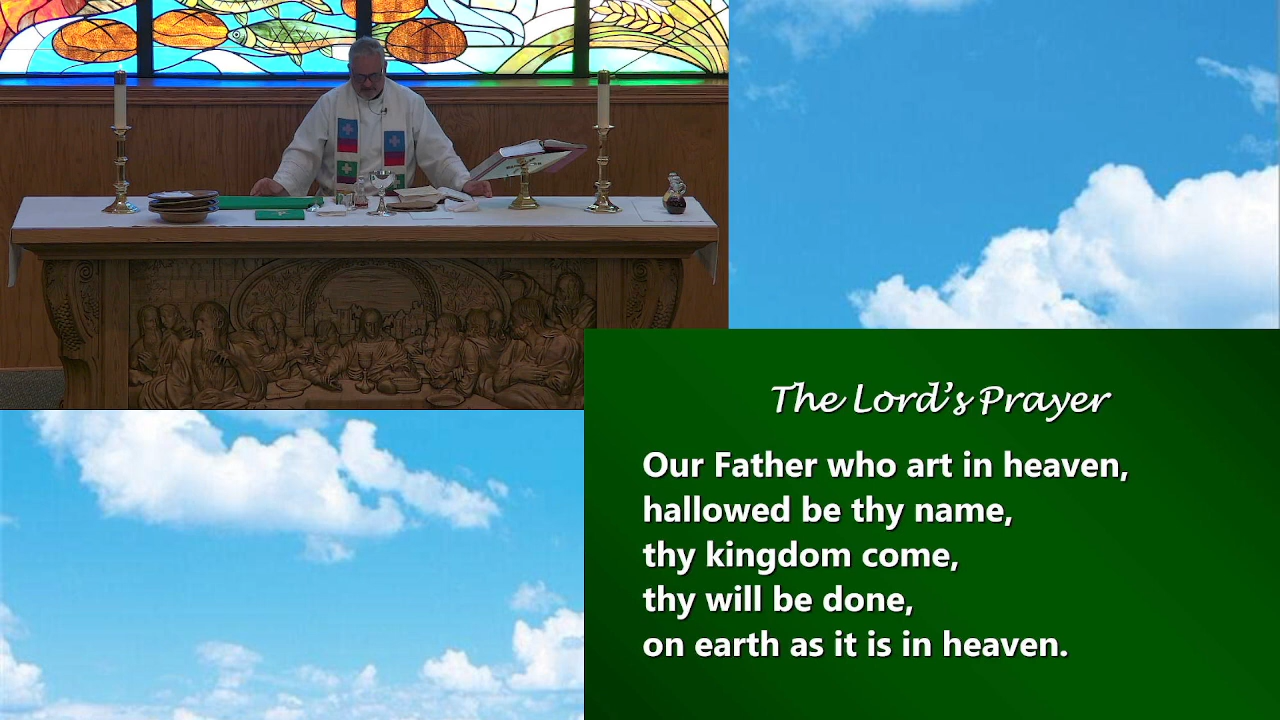 The Lord's Prayer
Our Father who art in heaven,
hallowed be thy name,
thy kingdom come,
thy will be done,
on earth as it is in heaven.